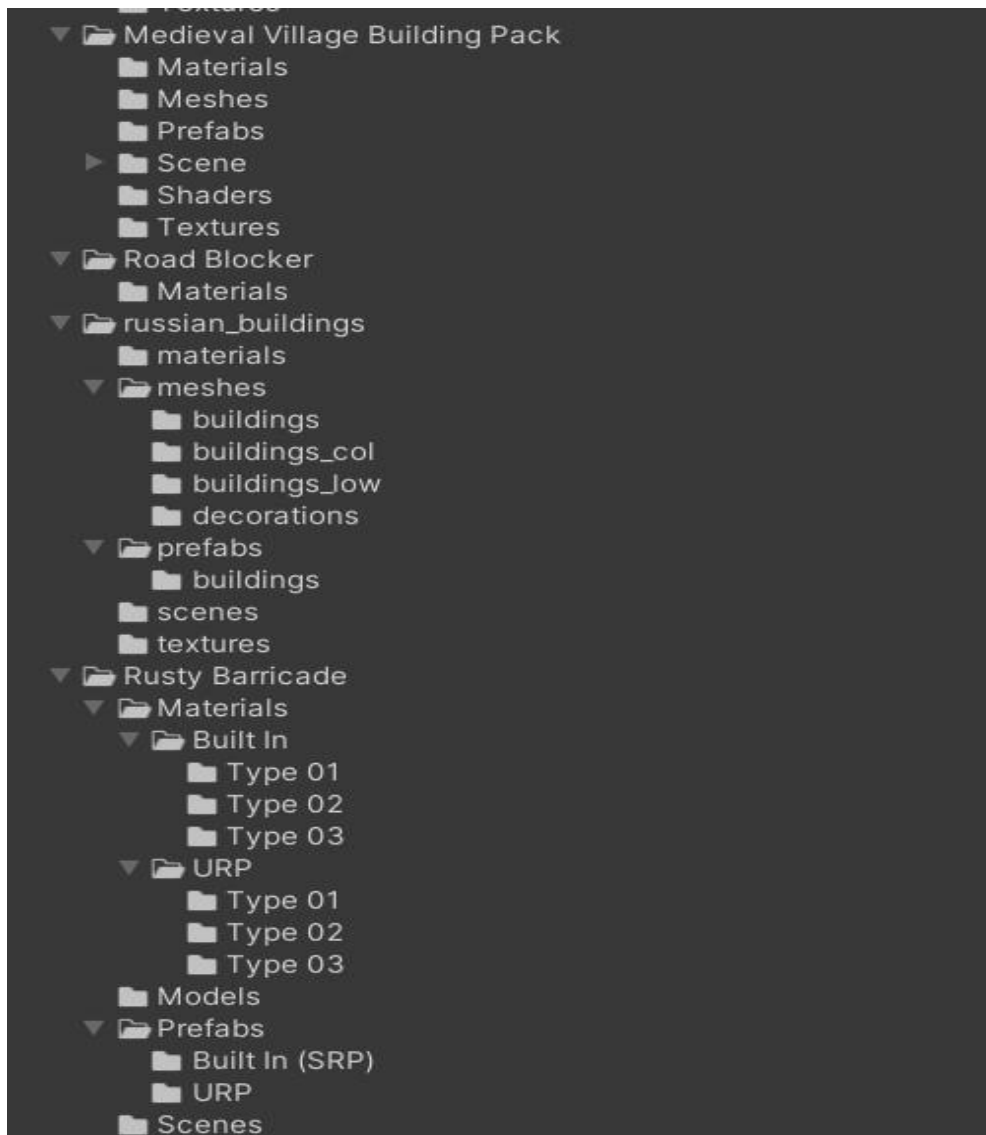 Textures
Medieval Village Building Pack
Materials
Meshes
Prefabs
Scene
Shaders
Textures
Road Blocker
Materials
russian_buildings
materials
meshes
buildings
buildings_col
buildings_low
decorations
prefabs
buildings
scenes
textures
Rusty Barricade
Materials
Built In
Type 01
Type 02
Type 03
URP
Type 01
Type 02
Type 03
Models
Prefabs
Built In (SRP)
URP
Scenes